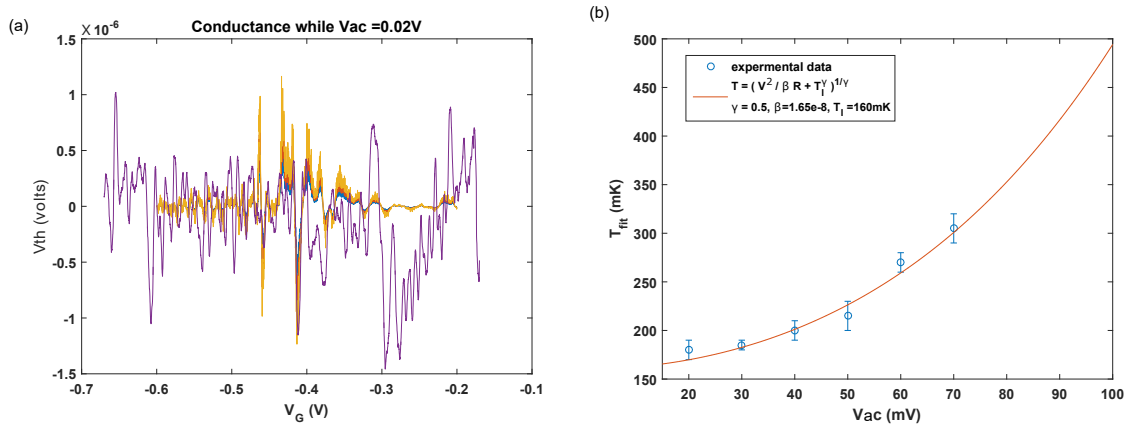 (a)
Conductance while Vac =0.02V
X 10-6
1.5
1
0.5
0
-0.5
-1
-1.5
Vth (volts)
-0.7
-0.6
-0.5
-0.4
-0.3
-0.2
-0.1
V_G (V)
(b)
500
450
400
350
300
250
200
150
T_fit (mK)
expermental data
T = ( V^2 / β R + T_l^γ )^1/γ
γ = 0.5, β=1.65e-8, T_l =160mK
20
30
40
50
60
70
80
90
100
Vac (mV)